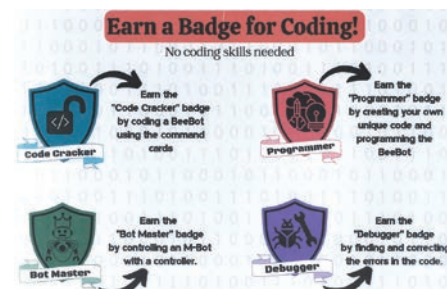 Earn a Badge for Coding!
No coding skills needed
Earn the
"Code Cracker" badge
by coding a BeeBot
using the command
cards
Code Cracker
Earn the
"Programmer" badge
by creating your own
unique code and
programming the
BeeBot
Programmer
Earn the
"Bot Master" badge
by controlling an M-Bot
with a controller.
Bot Master
Earn the
"Debugger" badge
by finding and correcting
the errors in the code.
Debugger